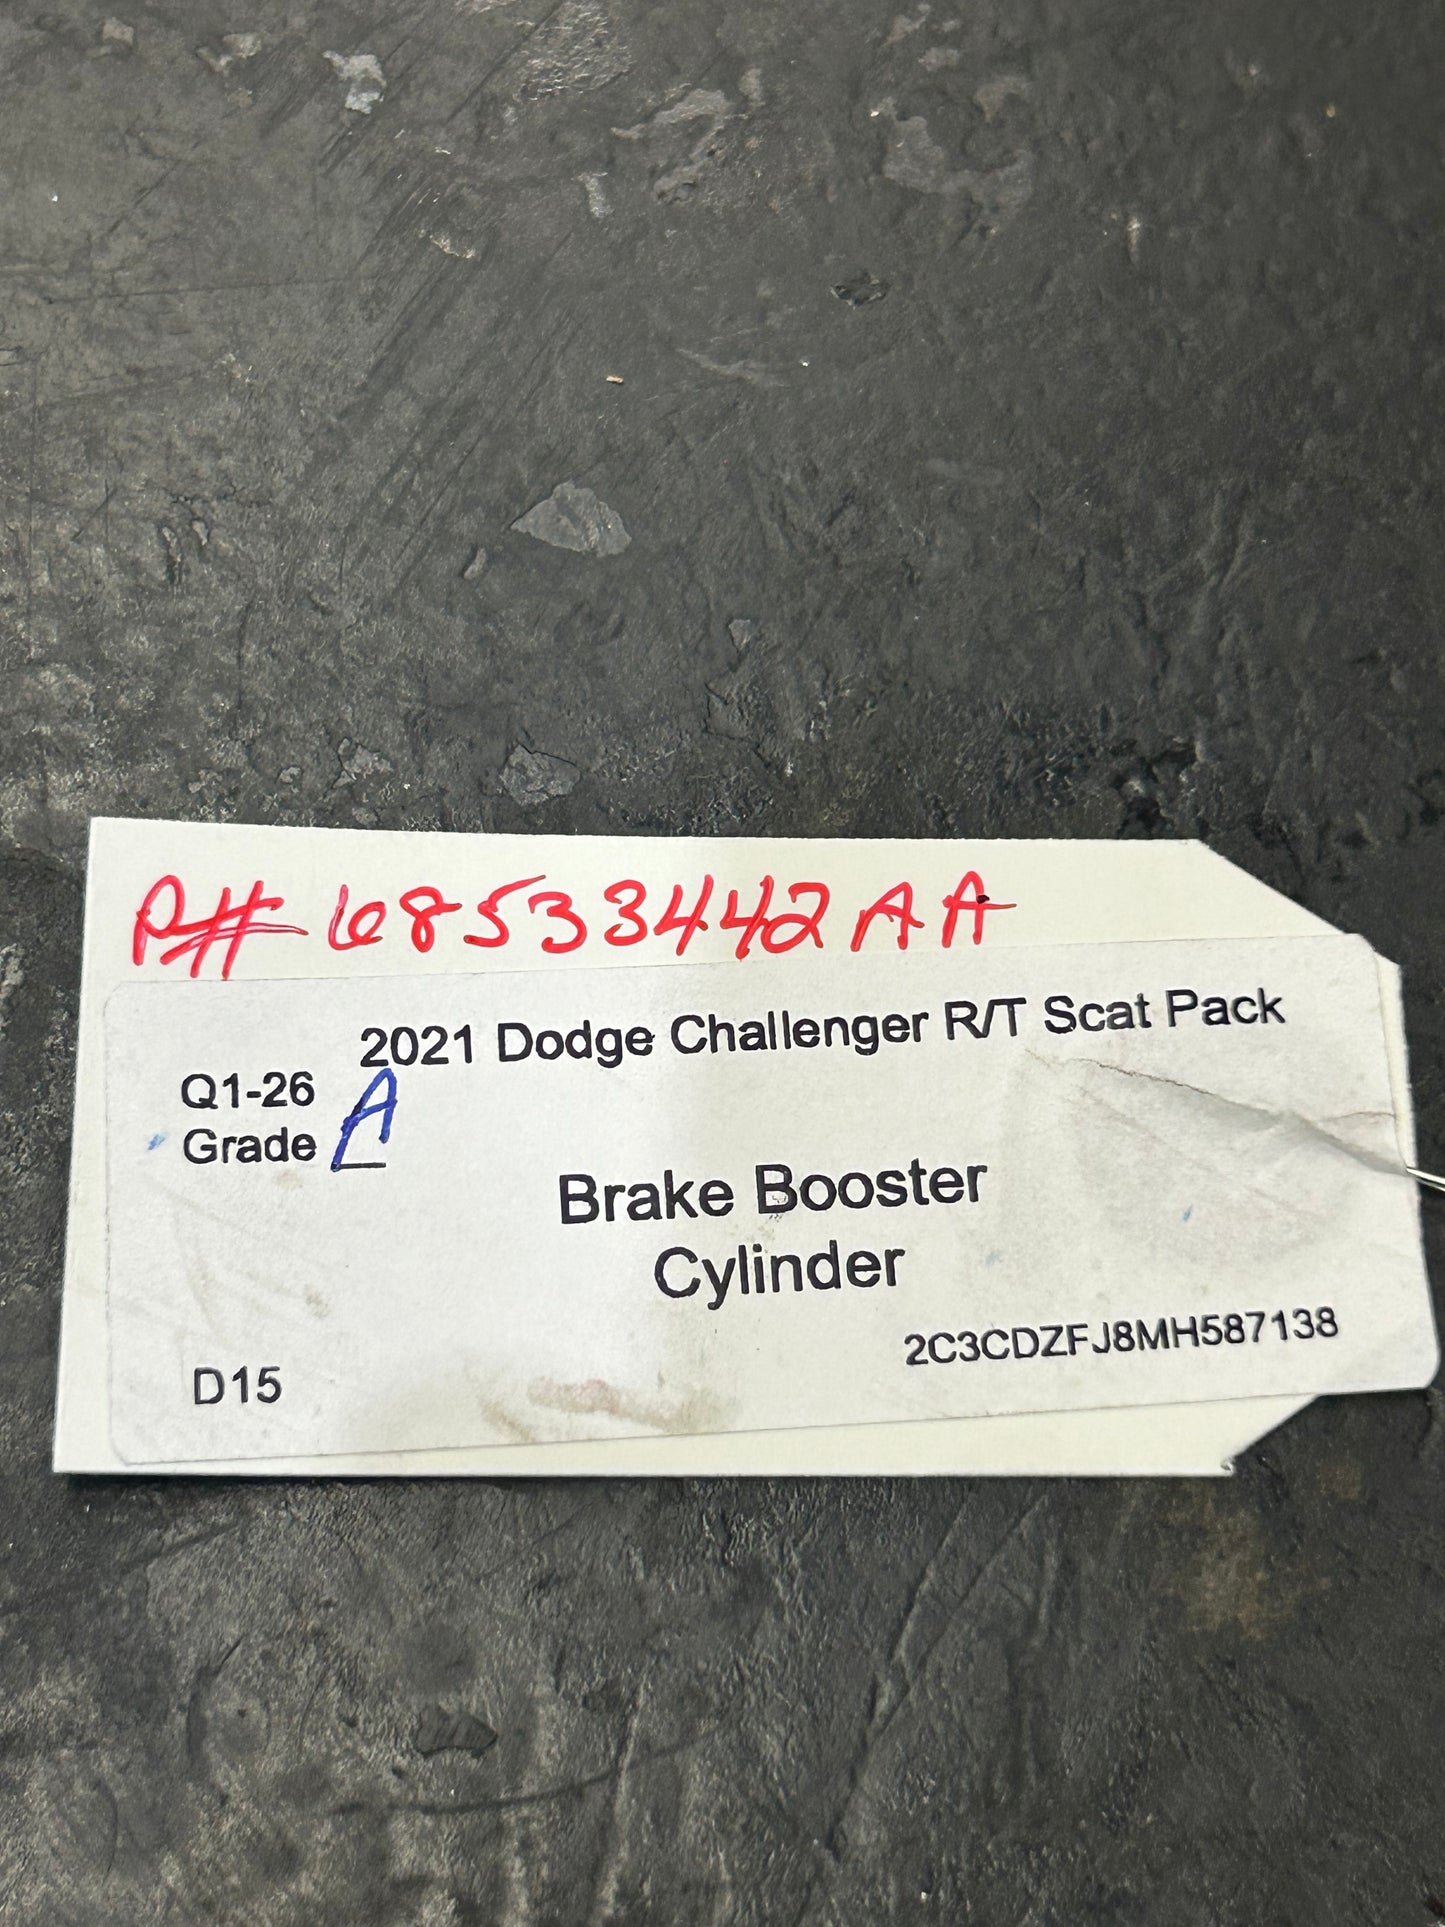 P# 68533442AA
2021 Dodge Challenger R/T Scat Pack
Q1-26
Grade A
Brake Booster
Cylinder
2C3CDZFJ8MH587138
D15